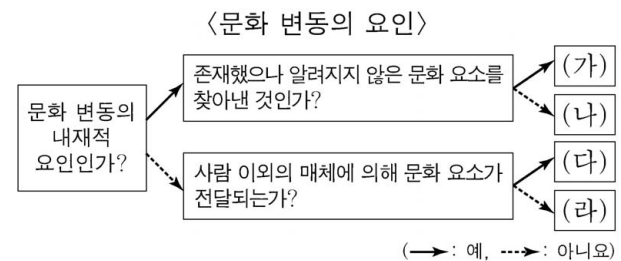 〈문화 변동의 요인〉
문화 변동의
내재적
요인인가?
존재했으나 알려지지 않은 문화 요소를
찾아낸 것인가?
(가)
(나)
사람 이외의 매체에 의해 문화 요소가
전달되는가?
(다)
(라)
(→: 예, ⇢: 아니요)